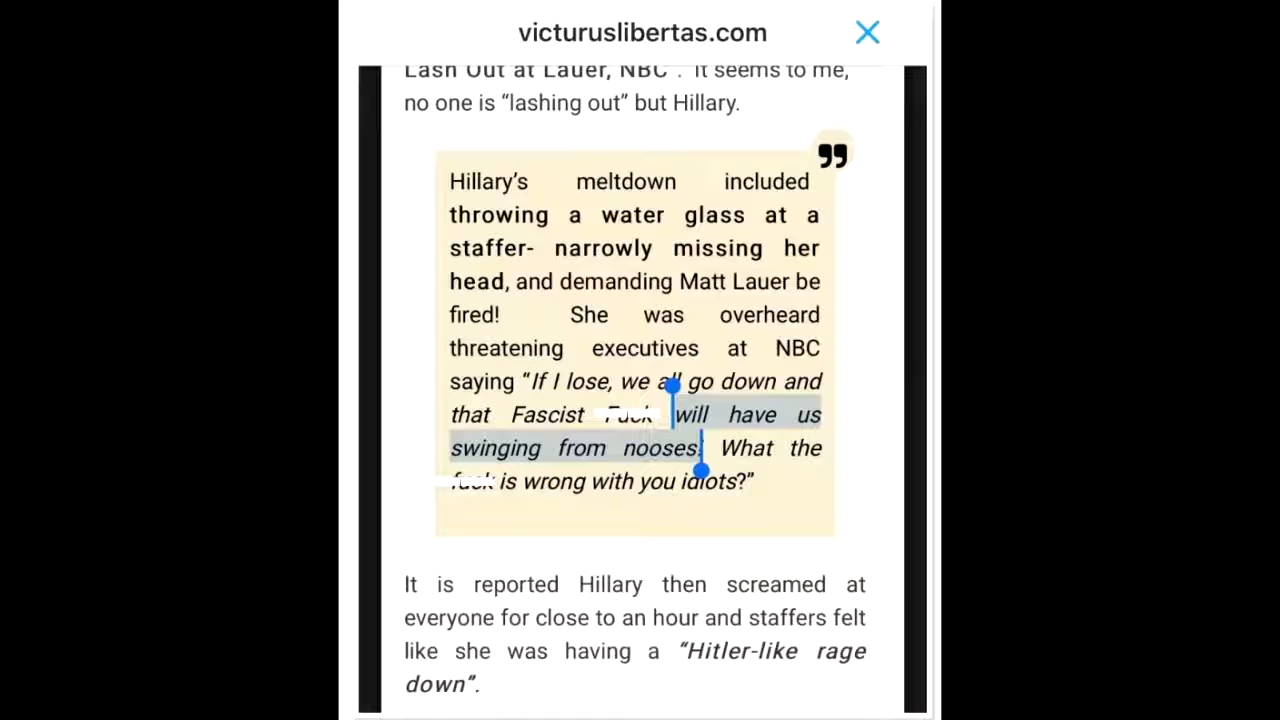 victuruslibertas.com
Lash Out at Lauer, NBC". It seems to me,
no one is “lashing out” but Hillary.
Hillary’s meltdown included
throwing a water glass at a
staffer- narrowly missing her
head, and demanding Matt Lauer be
fired! She was overheard
threatening executives at NBC
saying “If I lose, we all go down and
that Fascist Fuck will have us
swinging from nooses! What the
fuck is wrong with you idiots?”
It is reported Hillary then screamed at
everyone for close to an hour and staffers felt
like she was having a “Hitler-like rage
down”.